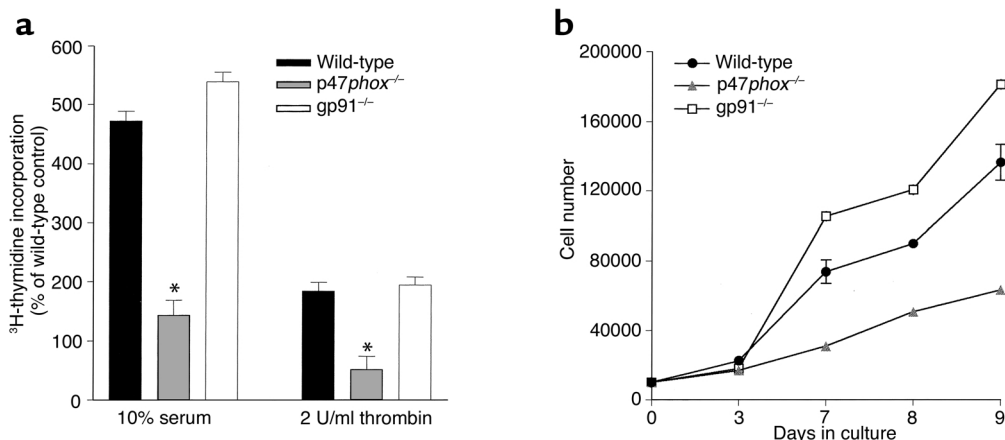 a
600
500
400
300
200
100
0
³H-thymidine incorporation
(% of wild-type control)
Wild-type
p47phox⁻/⁻
gp91⁻/⁻
*
*
10% serum
2 U/ml thrombin
b
200000
160000
120000
80000
40000
0
Cell number
Wild-type
p47phox⁻/⁻
gp91⁻/⁻
0 3 7 8 9
Days in culture